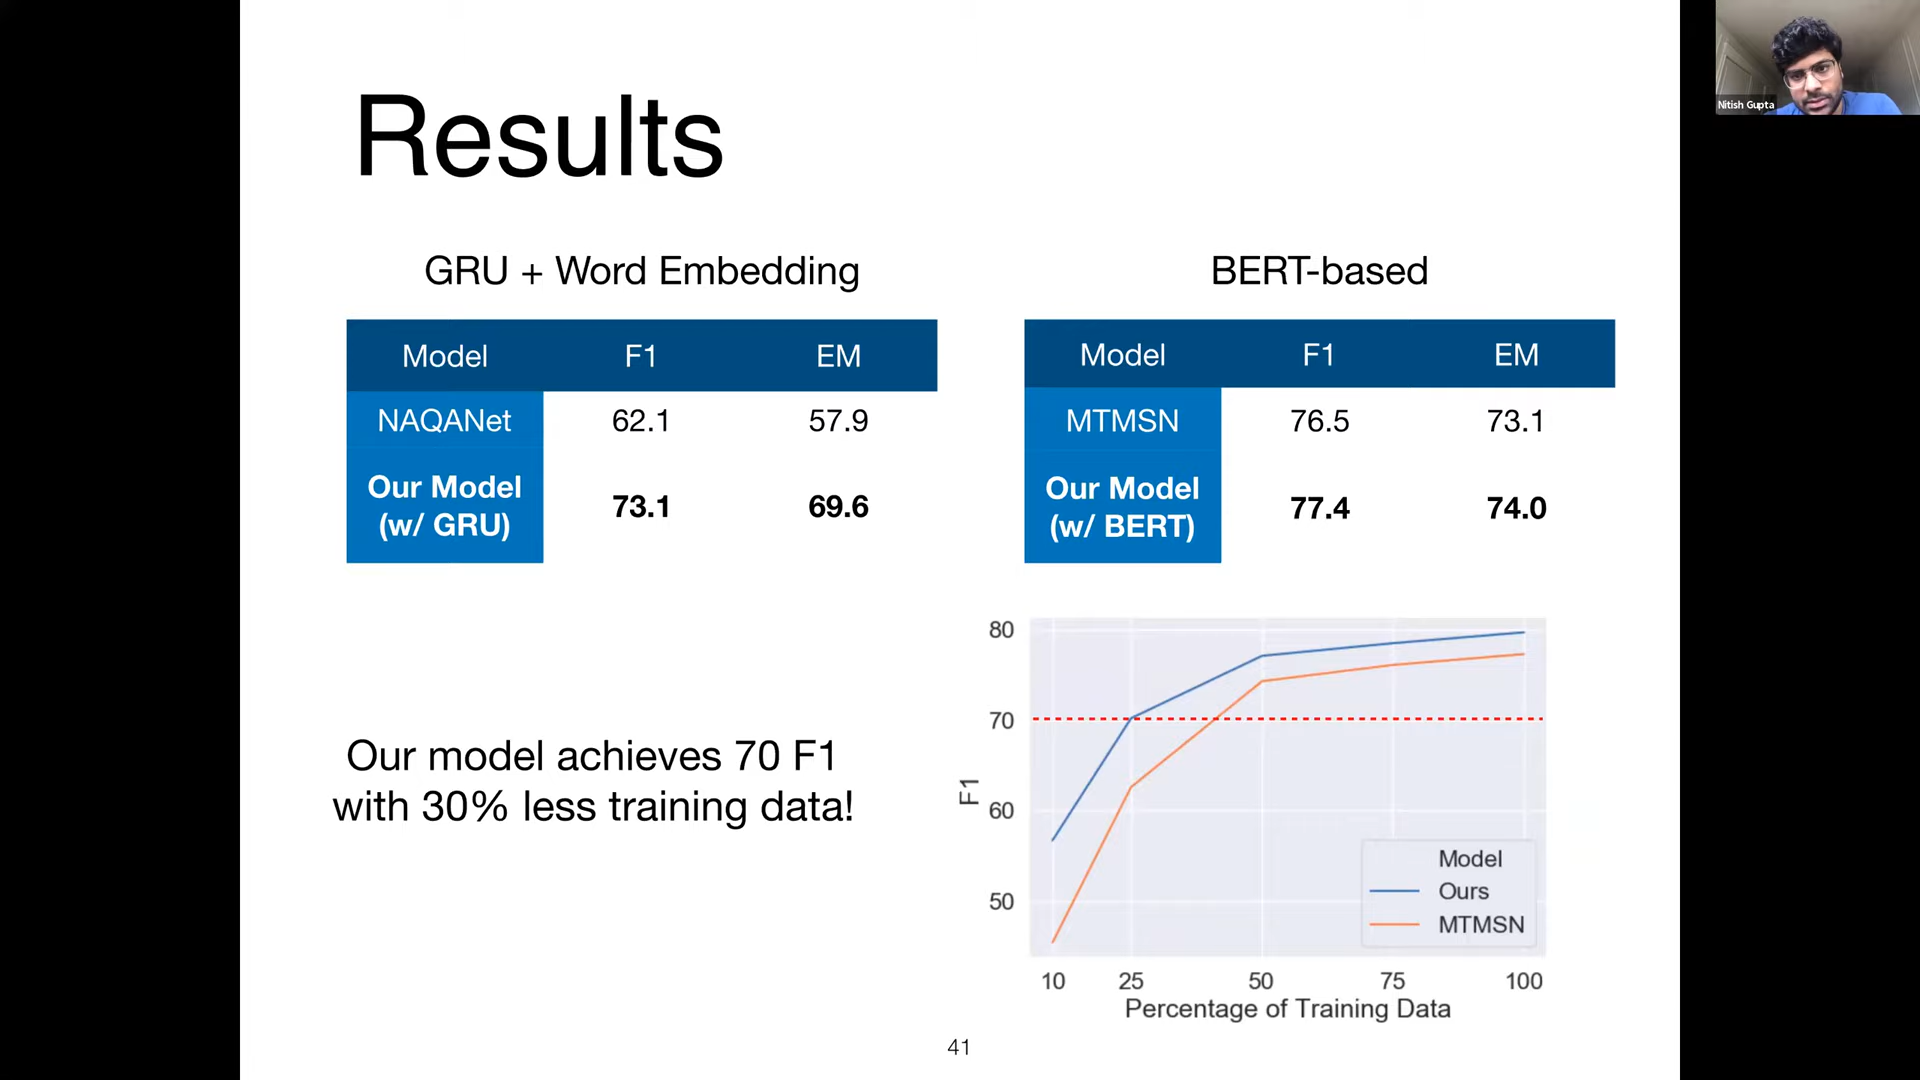 Results
Nitish Gupta
GRU + Word Embedding
Model F1 EM
NAQANet 62.1 57.9
Our Model
(w/ GRU) 73.1 69.6
BERT-based
Model F1 EM
MTMSN 76.5 73.1
Our Model
(w/ BERT) 77.4 74.0
Our model achieves 70 F1
with 30% less training data!
80
70
60
50
F1
10 25 50 75 100
Percentage of Training Data
Model
Ours
MTMSN
41